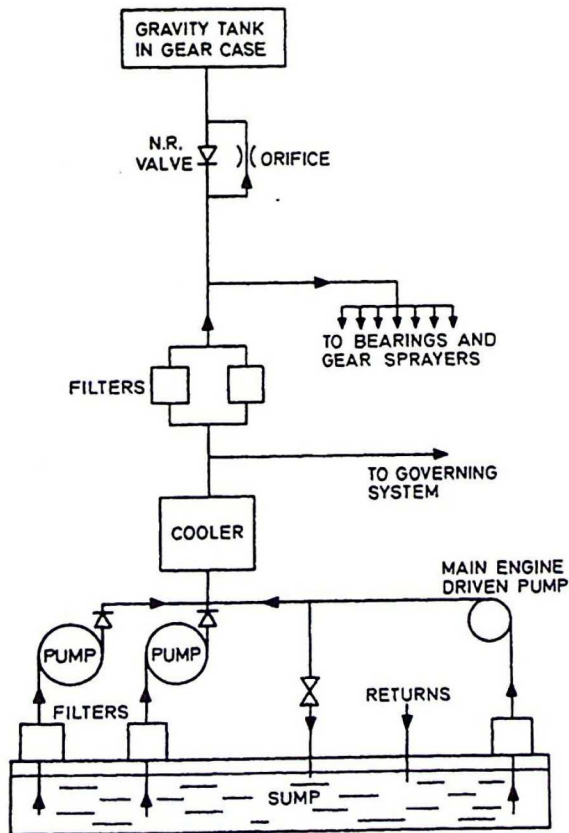 GRAVITY TANK
IN GEAR CASE
N.R.
VALVE
ORIFICE
TO BEARINGS AND
GEAR SPRAYERS
FILTERS
TO GOVERNING
SYSTEM
COOLER
MAIN ENGINE
DRIVEN PUMP
PUMP
PUMP
FILTERS
RETURNS
SUMP